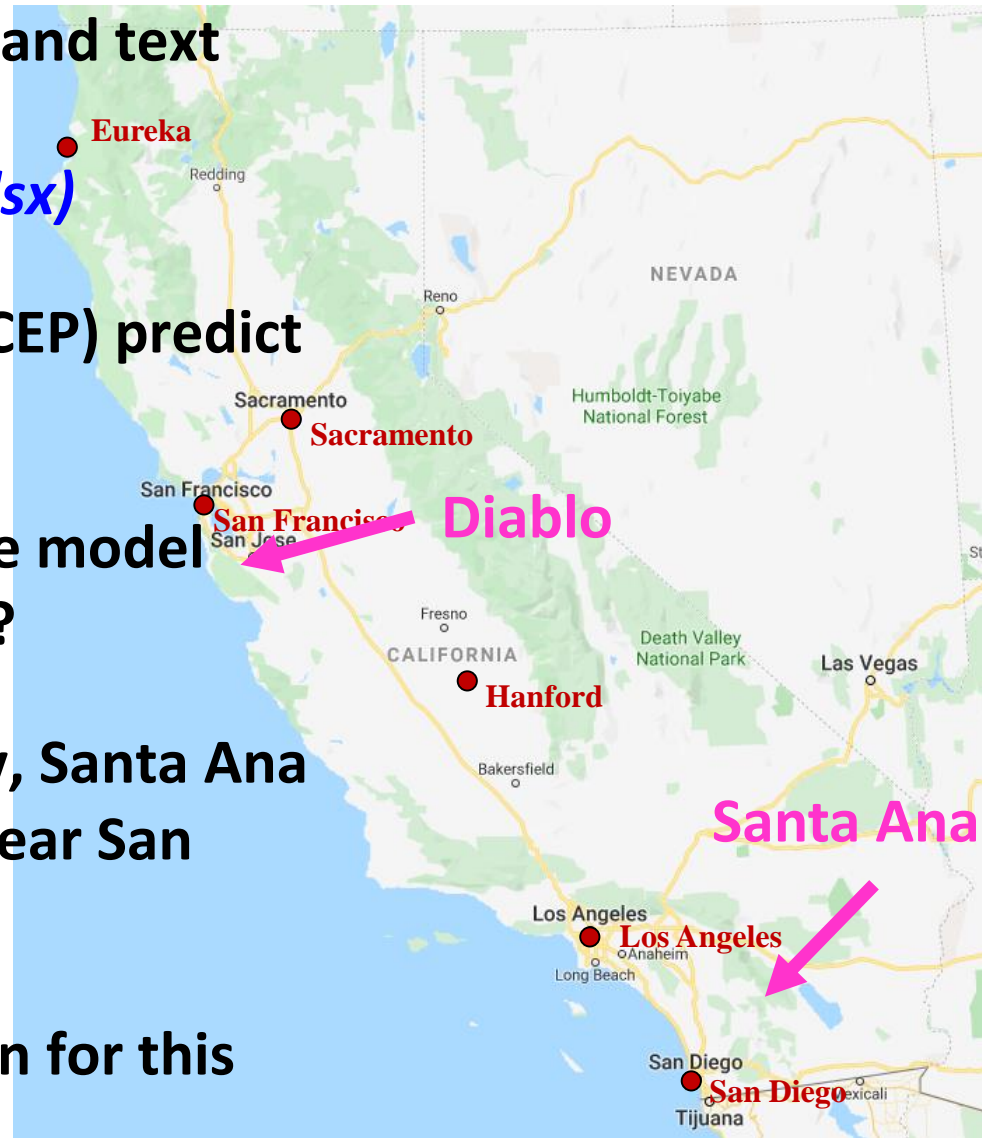 and text
Eureka
Redding
lsx)
NEVADA
Reno
CEP) predict
Humboldt-Toiyabe
National Forest
Sacramento
Sacramento
San Francisco
San Francisco
Diablo
e model
San Jose
?
Fresno
CALIFORNIA
Death Valley
National Park
Las Vegas
Hanford
y, Santa Ana
Bakersfield
Santa Ana
ear San
Los Angeles
Los Angeles
Anaheim
Long Beach
n for this
San Diego
San Diego
Mexicali
Tijuana